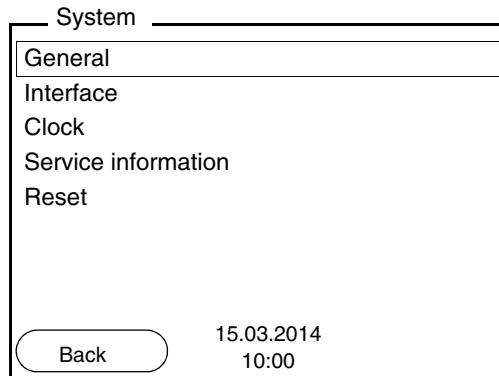 System
General
Interface
Clock
Service information
Reset
15.03.2014
Back
10:00